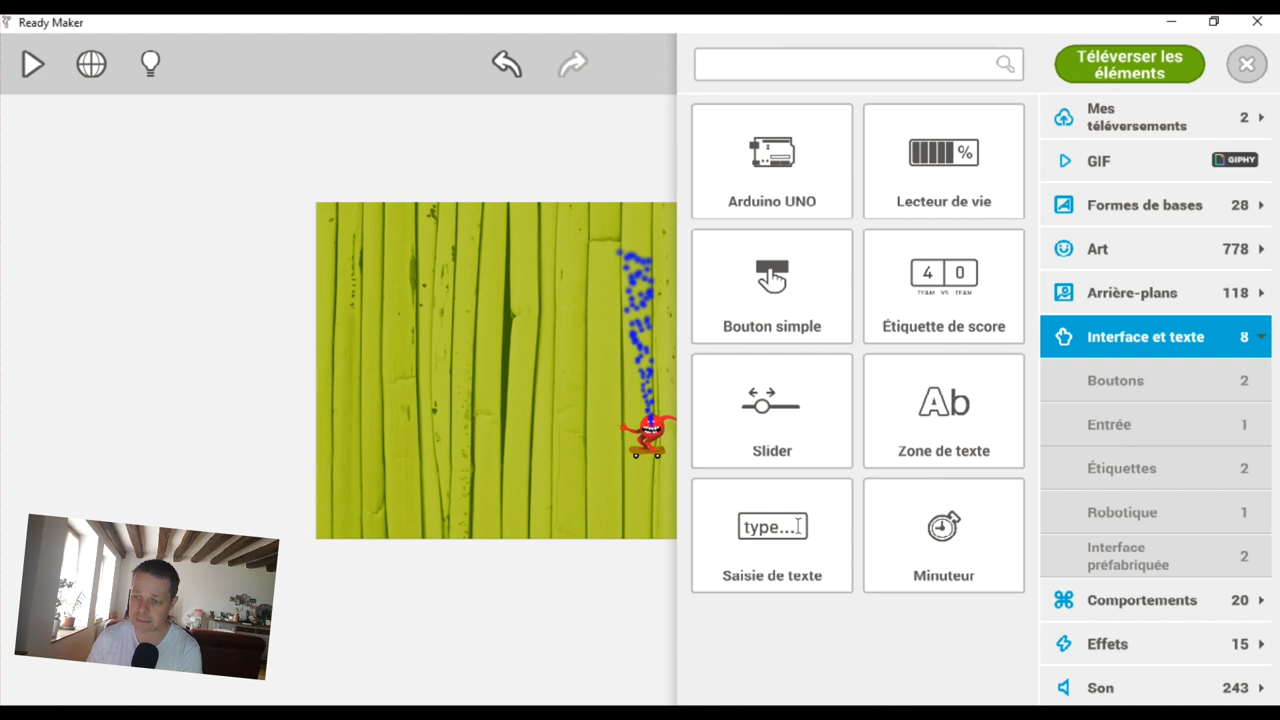 Ready Maker
Téléverser les
éléments
Arduino UNO
%
Lecteur de vie
Bouton simple
4 0
TEAM VS TEAM
Étiquette de score
Slider
Ab
Zone de texte
type...
Saisie de texte
Minuteur
Mes
téléversements 2
GIF GIPHY
Formes de bases 28
Art 778
Arrière-plans 118
Interface et texte 8
Boutons 2
Entrée 1
Étiquettes 2
Robotique 1
Interface
préfabriquée 2
Comportements 20
Effets 15
Son 243